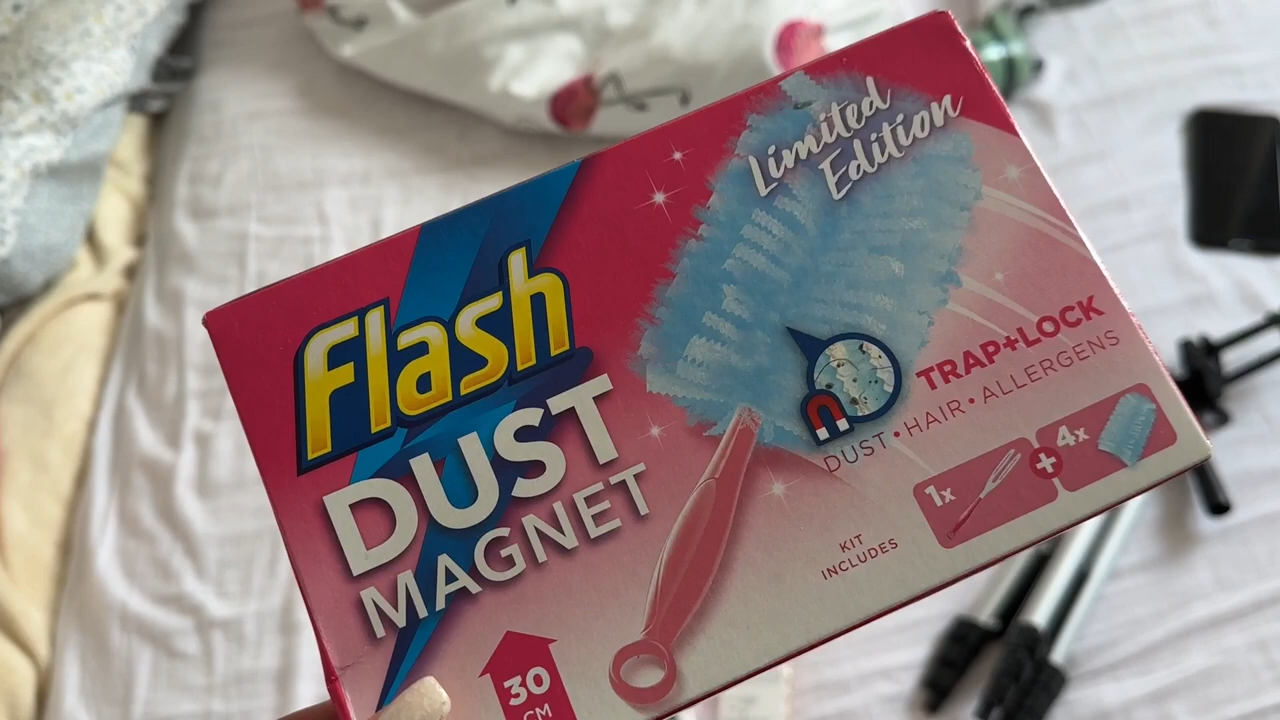 Limited
Edition
Flash
DUST
MAGNET
TRAP+LOCK
DUST • HAIR • ALLERGENS
KIT
INCLUDES
1x
+
4x
30
CM